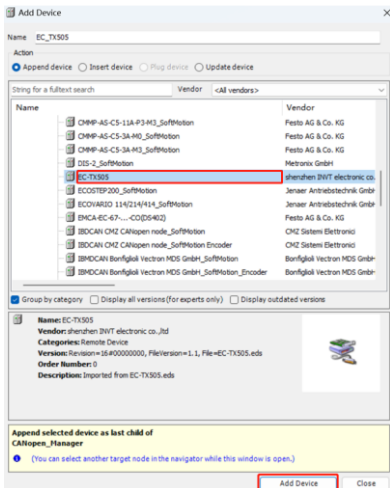 Add Device
Name EC_TX505
Action
Append device Insert device Plug device Update device
String for a fulltext search Vendor <All vendors>
Name Vendor
CMMP-AS-C5-11A-P3-M3_SoftMotion Festo AG & Co. KG
CMMP-AS-C5-3A-M0_SoftMotion Festo AG & Co. KG
CMMP-AS-C5-3A-M3_SoftMotion Festo AG & Co. KG
DIS-2_SoftMotion Metronix GmbH
EC-TX505 shenzhen INVT electronic co.
ECOSTEP200_SoftMotion Jenaer Antriebstechnik GmbH
ECOVARIO 114/214/414_SoftMotion Jenaer Antriebstechnik GmbH
EMCA-EC-67-...-CO(DS402) Festo AG & Co. KG
IBDCAN CMZ CANopen node_SoftMotion CMZ Sistemi Elettronici
IBDCAN CMZ CANopen node_SoftMotion Encoder CMZ Sistemi Elettronici
IBMDCAN Bonfiglioli Vectron MDS GmbH_SoftMotion Bonfiglioli Vectron MDS GmbH
IBMDCAN Bonfiglioli Vectron MDS GmbH_SoftMotion_Encoder Bonfiglioli Vectron MDS GmbH
Group by category Display all versions (for experts only) Display outdated versions
Name: EC-TX505
Vendor: shenzhen INVT electronic co.,ltd
Categories: Remote Device
Version: Revision=16#00000000, FileVersion=1.1, File=EC-TX505.eds
Order Number: 0
Description: Imported from EC-TX505.eds
Append selected device as last child of
CANopen_Manager
(You can select another target node in the navigator while this window is open.)
Add Device Close